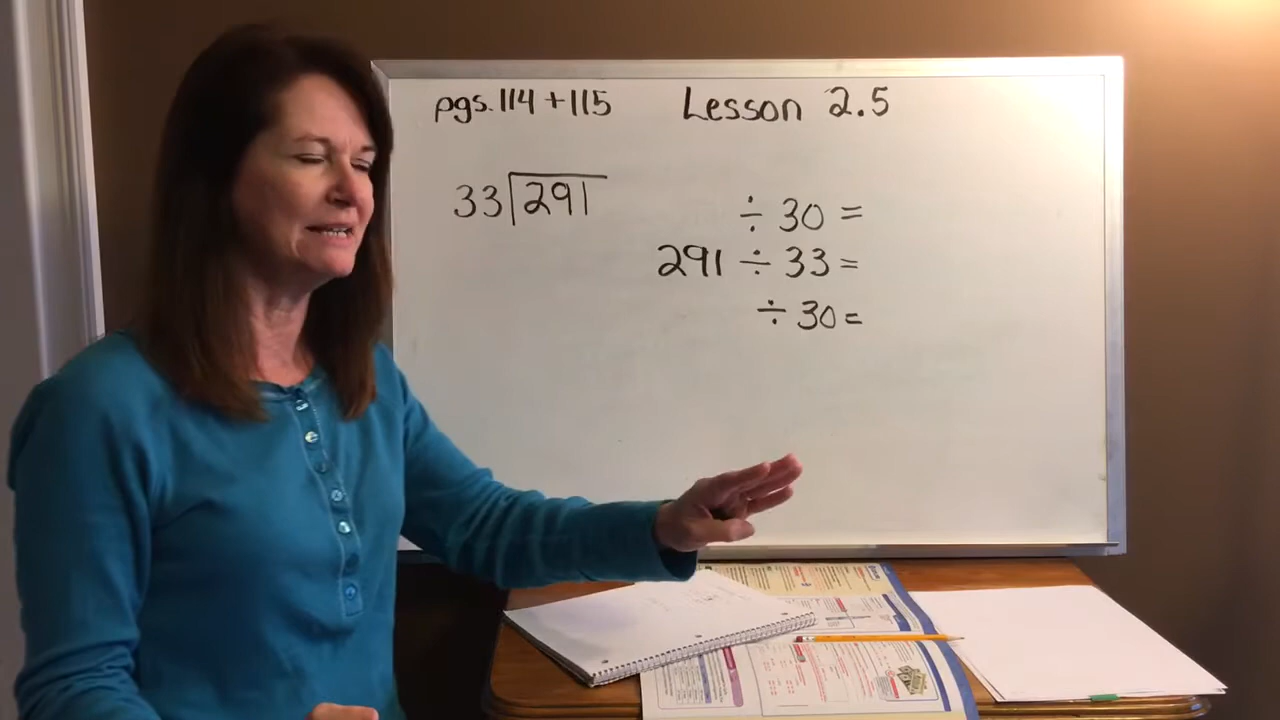 pgs. 114 + 115 Lesson 2.5
33 291
÷ 30 =
291 ÷ 33 =
÷ 30 =